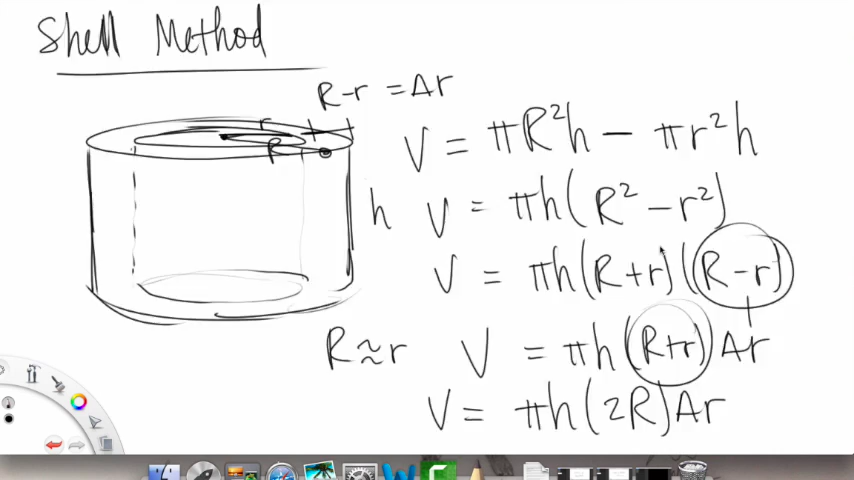 Shell Method
R-r = Δr
r
R
V = πR²h - πr²h
h
V = πh(R² - r²)
V = πh(R+r)(R-r)
R≈r
V = πh(R+r)Δr
V = πh(2R)Δr